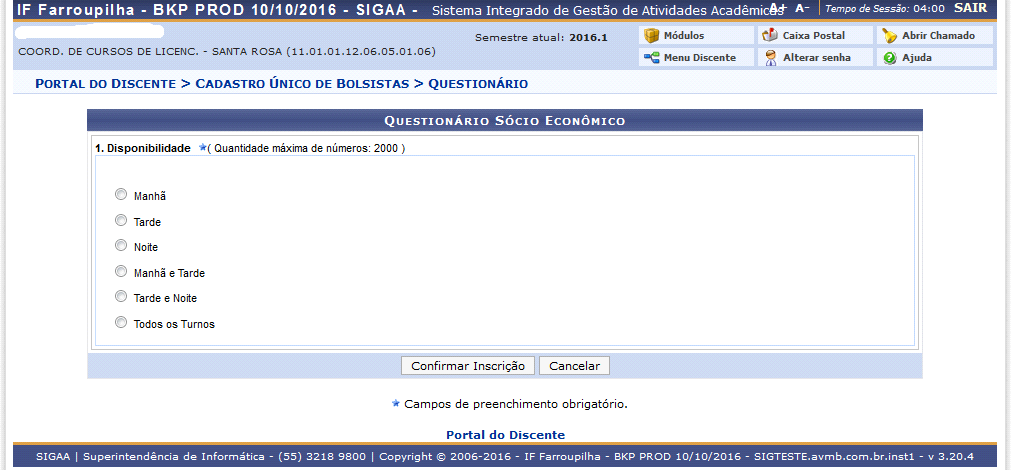 IF Farroupilha - BKP PROD 10/10/2016 - SIGAA - Sistema Integrado de Gestão de Atividades Acadêmicas A+ A- Tempo de Sessão: 04:00 SAIR
Semestre atual: 2016.1
COORD. DE CURSOS DE LICENC. - SANTA ROSA (11.01.01.12.06.05.01.06)
Módulos Caixa Postal Abrir Chamado
Menu Discente Alterar senha Ajuda
PORTAL DO DISCENTE > CADASTRO ÚNICO DE BOLSISTAS > QUESTIONÁRIO
QUESTIONÁRIO SÓCIO ECONÔMICO
1. Disponibilidade ( Quantidade máxima de números: 2000 )
Manhã
Tarde
Noite
Manhã e Tarde
Tarde e Noite
Todos os Turnos
Confirmar Inscrição Cancelar
Campos de preenchimento obrigatório.
Portal do Discente
SIGAA | Superintendência de Informática - (55) 3218 9800 | Copyright © 2006-2016 - IF Farroupilha - BKP PROD 10/10/2016 - SIGTESTE.avmb.com.br.inst1 - v 3.20.4